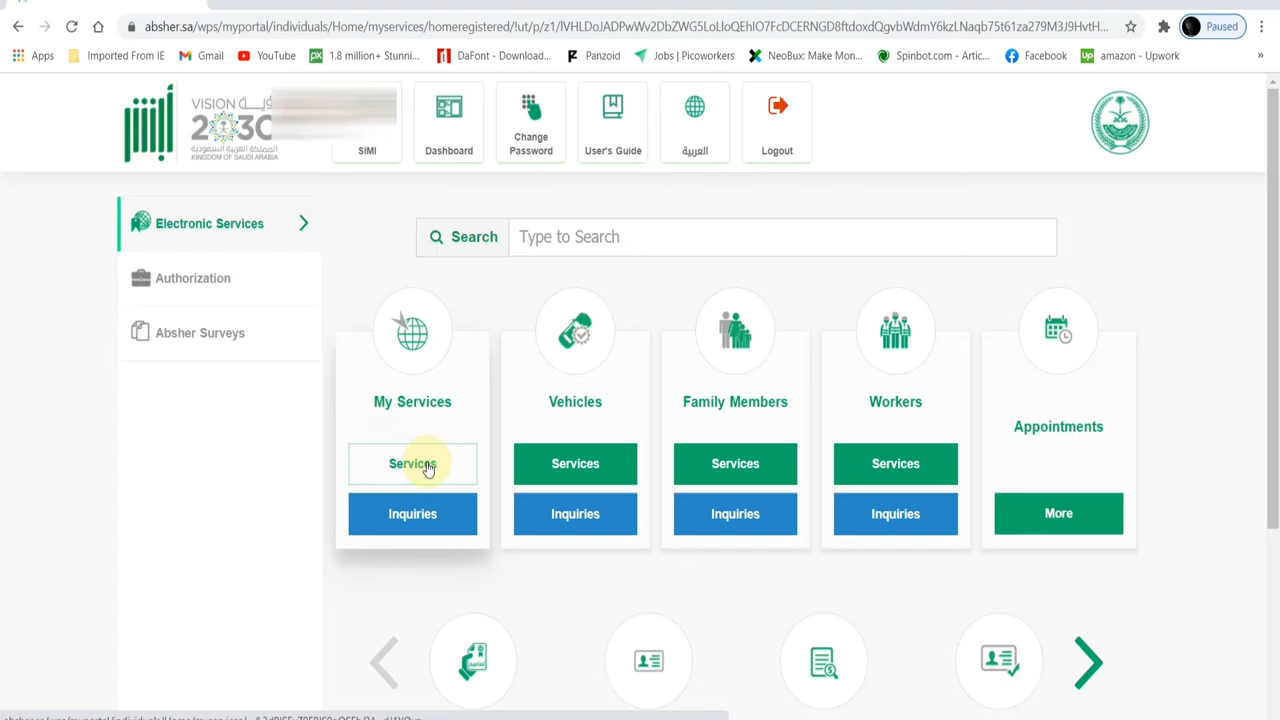 absher.sa/wps/myportal/individuals/Home/myservices/homeregistered/!ut/p/z1/
Paused
Apps
Imported From IE
Gmail
YouTube
1.8 million+ Stunni...
DaFont - Download...
Panzoid
Jobs | Picoworkers
NeoBux: Make Mon...
Spinbot.com - Artic...
Facebook
amazon - Upwork
»
أبشر
VISION رؤيـــة
2030
المملكة العربية السعودية
KINGDOM OF SAUDI ARABIA
SIMI
Dashboard
Change
Password
User's Guide
العربية
Logout
Electronic Services
Authorization
Absher Surveys
Search
Type to Search
My Services
Services
Inquiries
Vehicles
Services
Inquiries
Family Members
Services
Inquiries
Workers
Services
Inquiries
Appointments
More